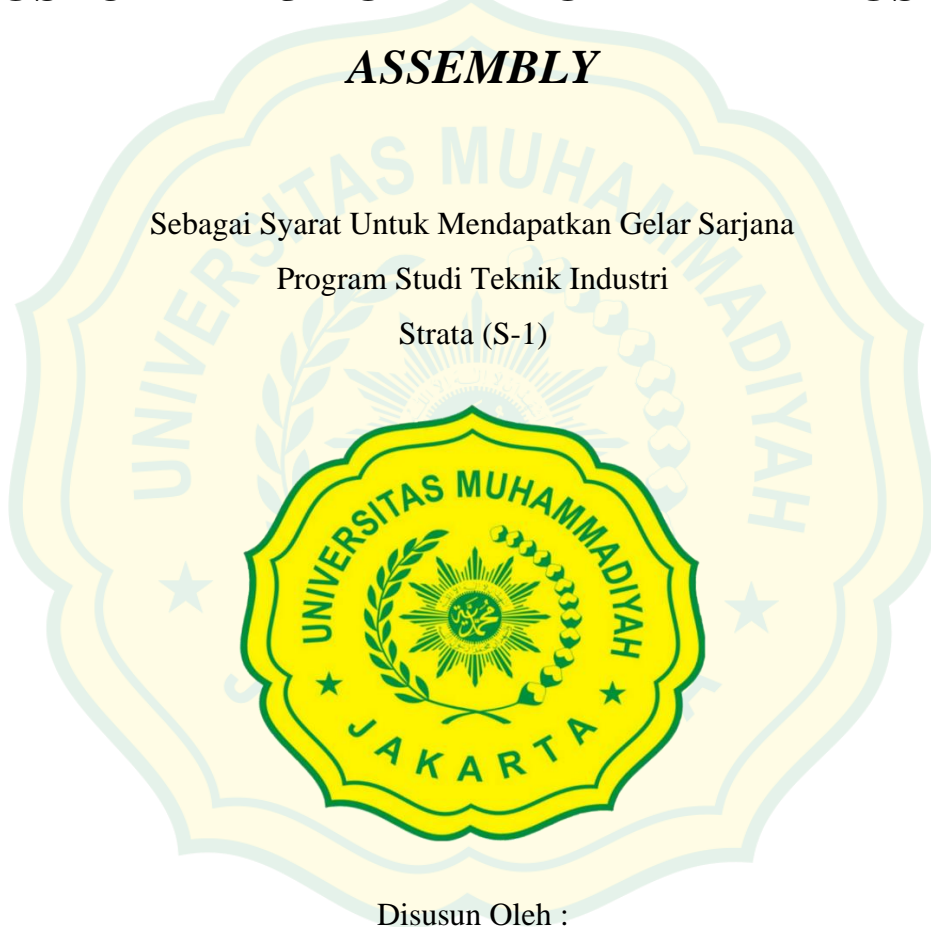 ASSEMBLY
Sebagai Syarat Untuk Mendapatkan Gelar Sarjana
Program Studi Teknik Industri
Strata (S-1)
UNIVERSITAS MUHAMMADIYAH
JAKARTA
Disusun Oleh :